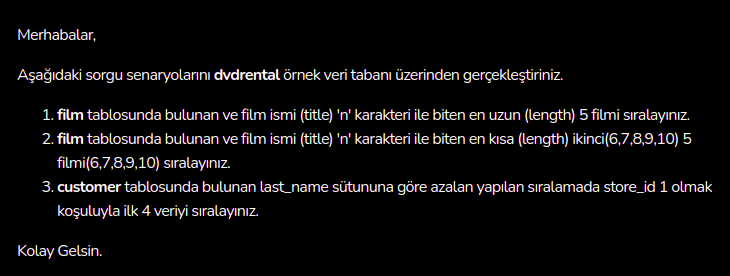 Merhabalar,
Aşağıdaki sorgu senaryolarını dvdrental örnek veri tabanı üzerinden gerçekleştiriniz.
1. film tablosunda bulunan ve film ismi (title) 'n' karakteri ile biten en uzun (length) 5 filmi sıralayınız.
2. film tablosunda bulunan ve film ismi (title) 'n' karakteri ile biten en kısa (length) ikinci(6,7,8,9,10) 5
filmi(6,7,8,9,10) sıralayınız.
3. customer tablosunda bulunan last_name sütununa göre azalan yapılan sıralamada store_id 1 olmak
koşuluyla ilk 4 veriyi sıralayınız.
Kolay Gelsin.